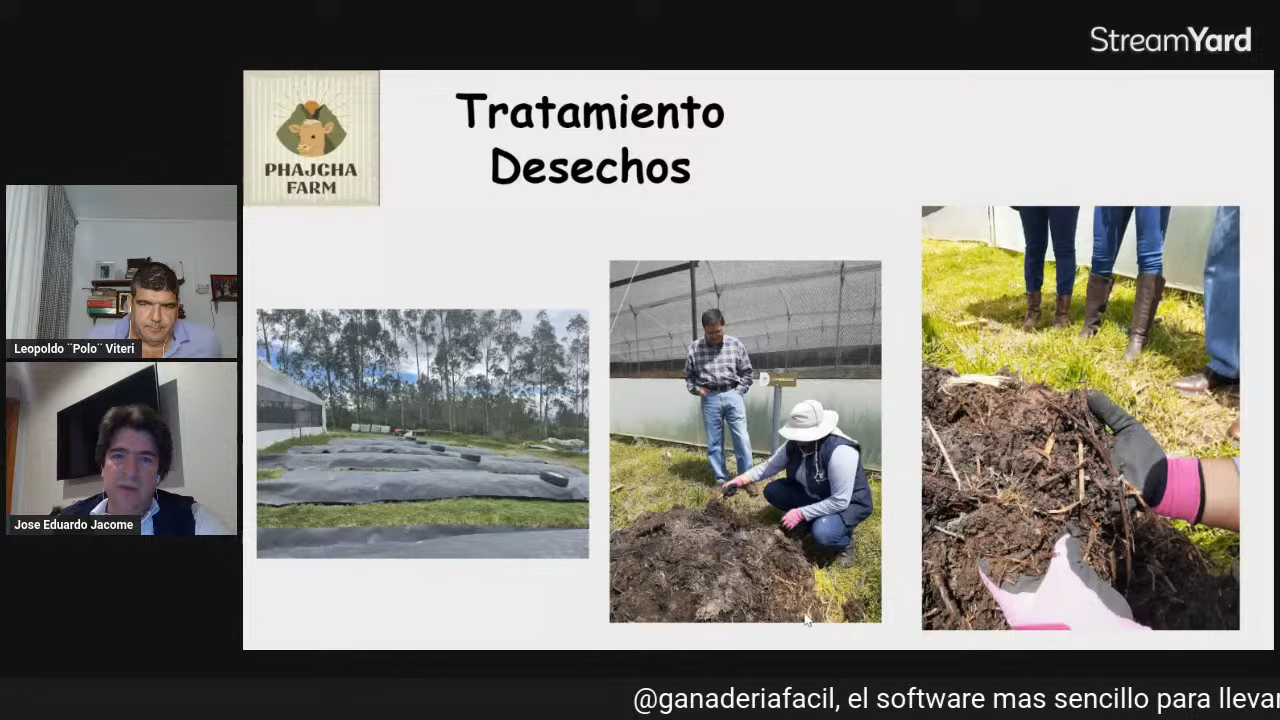 StreamYard
Tratamiento
Desechos
PHAJCHA
FARM
Leopoldo ¨Polo¨ Viteri
Jose Eduardo Jacome
@ganaderiafacil, el software mas sencillo para llevar